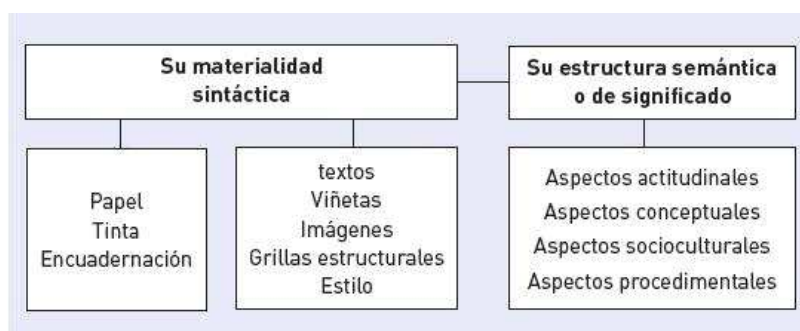 Su materialidad
sintáctica
Su estructura semántica
o de significado
Papel
Tinta
Encuadernación
textos
Viñetas
Imágenes
Grillas estructurales
Estilo
Aspectos actitudinales
Aspectos conceptuales
Aspectos socioculturales
Aspectos procedimentales